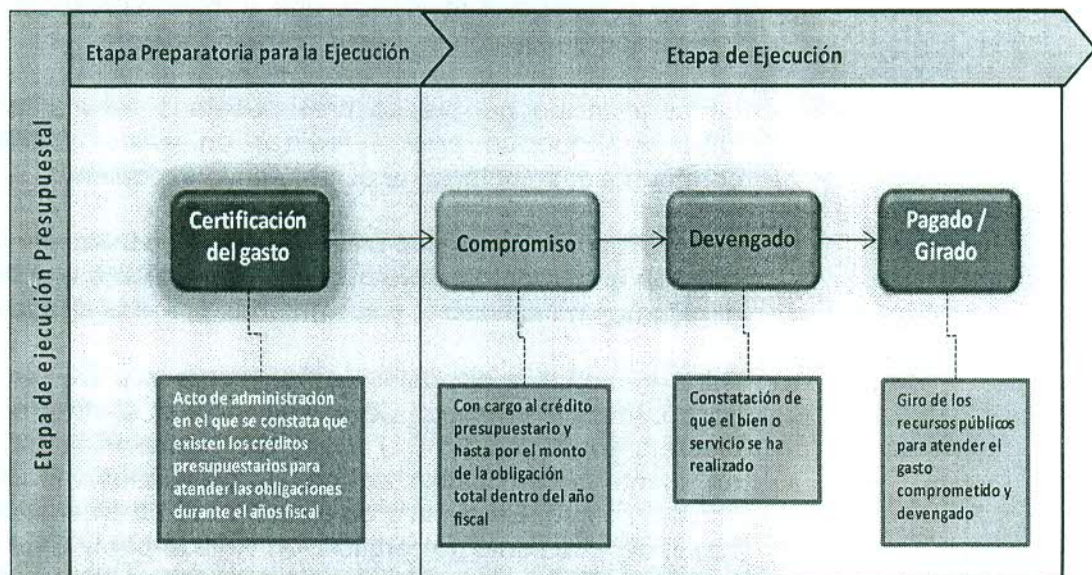 Etapa de ejecución Presupuestal
Etapa Preparatoria para la Ejecución
Etapa de Ejecución
Certificación
del gasto
Compromiso
Devengado
Pagado /
Girado
Acto de administración
en el que se constata que
existen los créditos
presupuestarios para
atender las obligaciones
durante el años fiscal
Con cargo al crédito
presupuestario y
hasta por el monto
de la obligación
total dentro del año
fiscal
Constatación de
que el bien o
servicio se ha
realizado
Giro de los
recursos públicos
para atender el
gasto
comprometido y
devengado